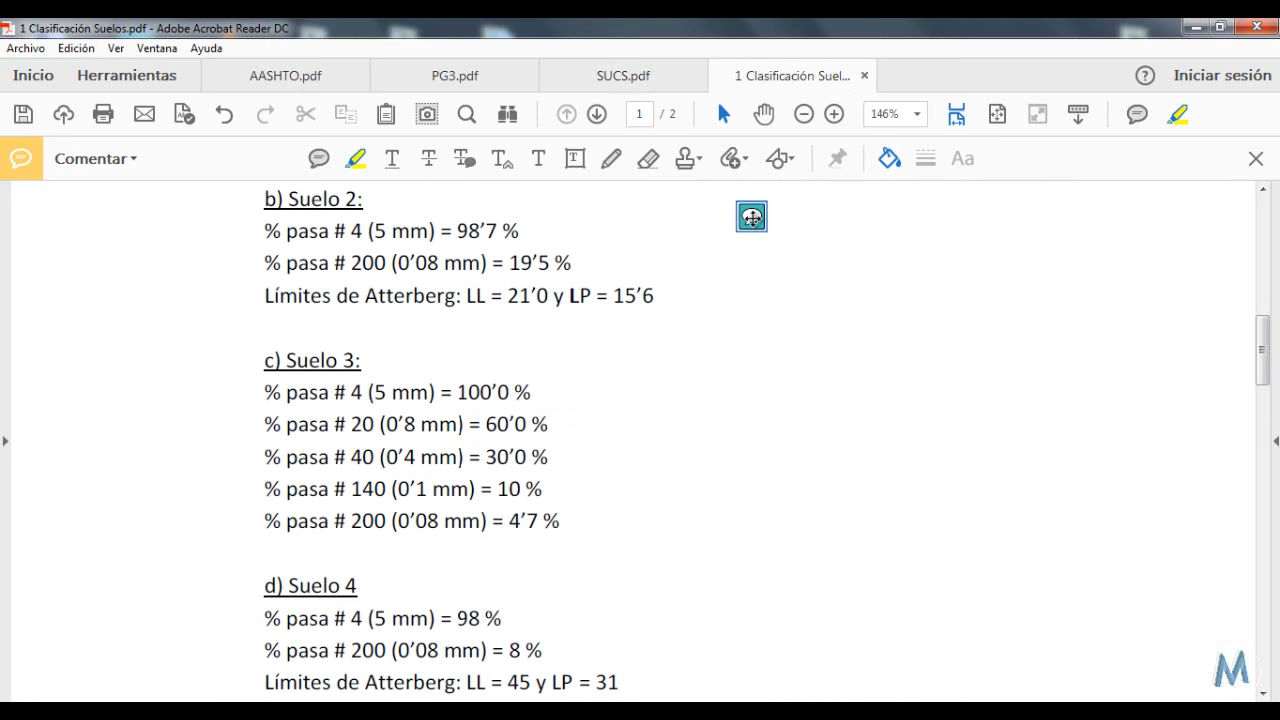 1 Clasificación Suelos.pdf - Adobe Acrobat Reader DC
Archivo Edición Ver Ventana Ayuda
Inicio Herramientas AASHTO.pdf PG3.pdf SUCS.pdf 1 Clasificación Suel... × ? Iniciar sesión
1 / 2 146%
Comentar
b) Suelo 2:
% pasa # 4 (5 mm) = 98’7 %
% pasa # 200 (0’08 mm) = 19’5 %
Límites de Atterberg: LL = 21’0 y LP = 15’6
c) Suelo 3:
% pasa # 4 (5 mm) = 100’0 %
% pasa # 20 (0’8 mm) = 60’0 %
% pasa # 40 (0’4 mm) = 30’0 %
% pasa # 140 (0’1 mm) = 10 %
% pasa # 200 (0’08 mm) = 4’7 %
d) Suelo 4
% pasa # 4 (5 mm) = 98 %
% pasa # 200 (0’08 mm) = 8 %
Límites de Atterberg: LL = 45 y LP = 31
M